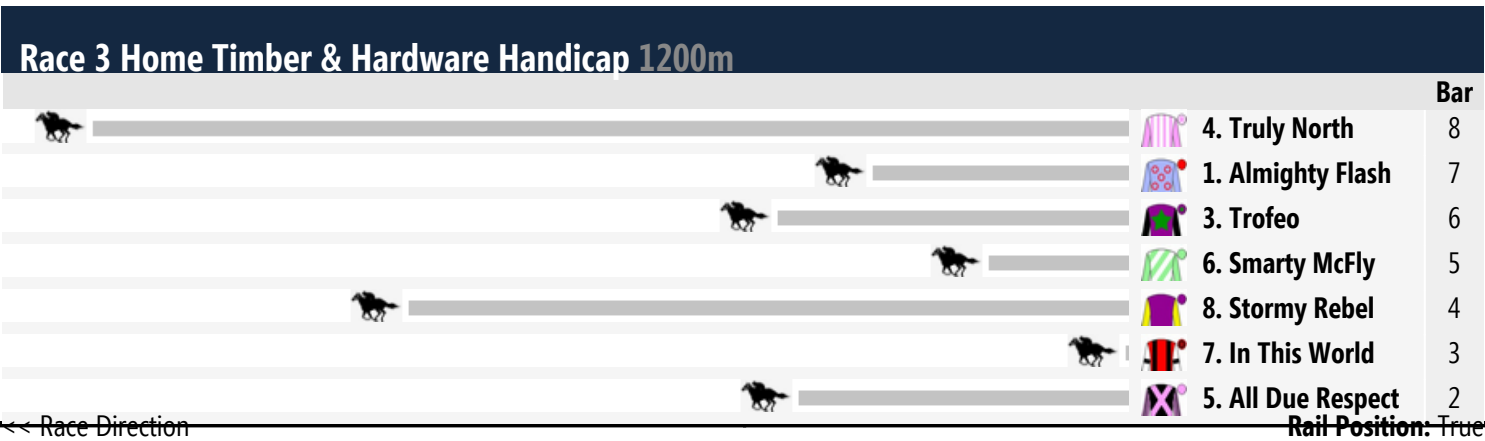 Race 3 Home Timber & Hardware Handicap 1200m
Bar
4. Truly North 8
1. Almighty Flash 7
3. Trofeo 6
6. Smarty McFly 5
8. Stormy Rebel 4
7. In This World 3
5. All Due Respect 2
<< Race Direction Rail Position: True